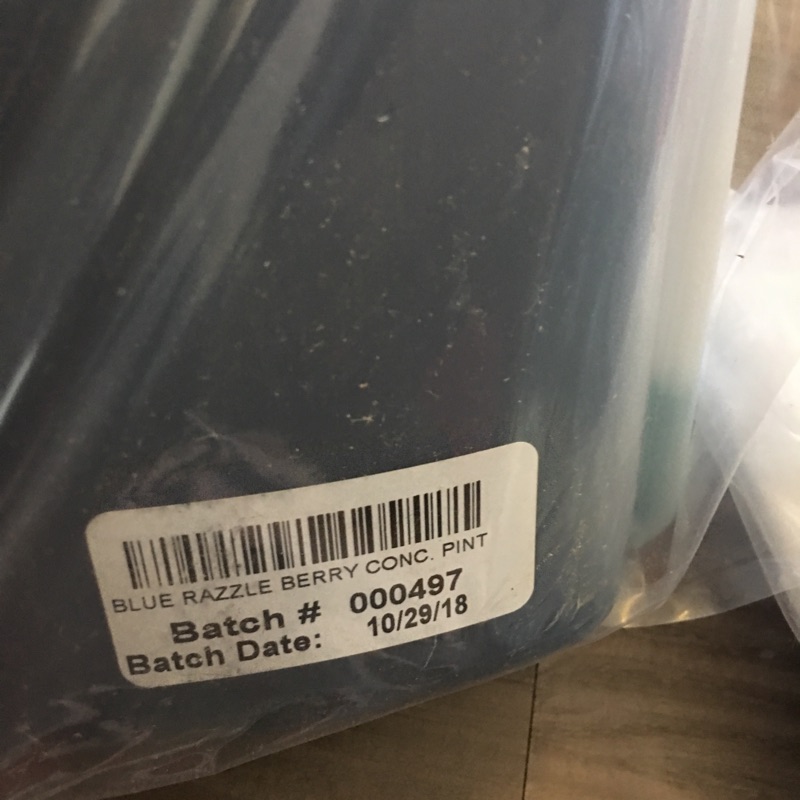 BLUE RAZZLE BERRY CONC. PINT
Batch # 000497
Batch Date: 10/29/18